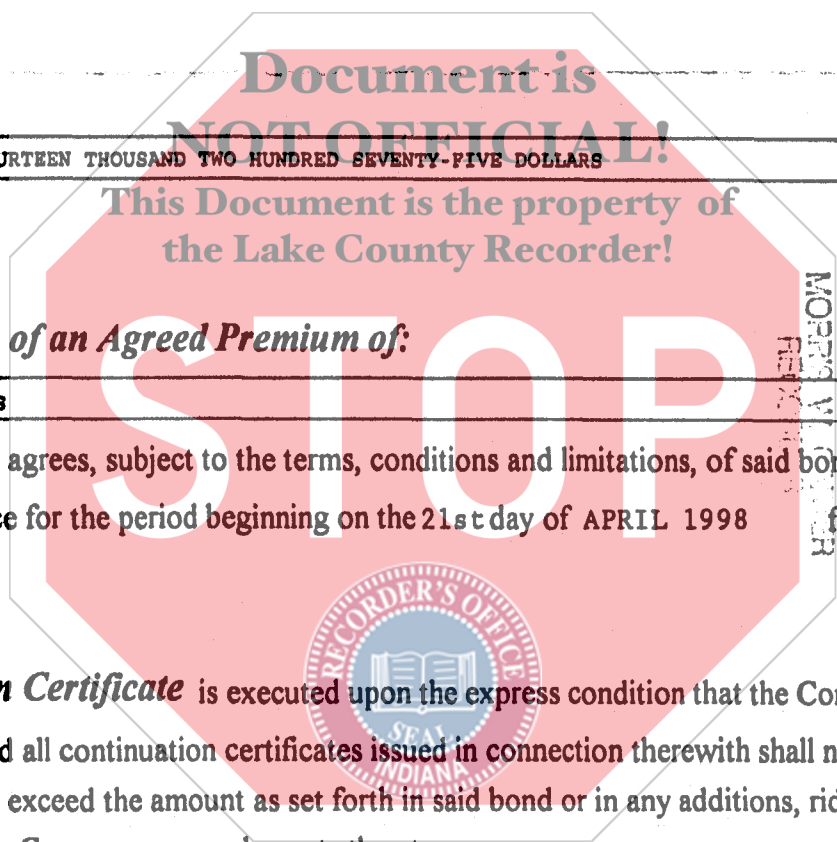 Document is
NOT OFFICIAL!
URTEEN THOUSAND TWO HUNDRED SEVENTY-FIVE DOLLARS
This Document is the property of
the Lake County Recorder!
of an Agreed Premium of:
s
STOP
agrees, subject to the terms, conditions and limitations, of said bon
ce for the period beginning on the 21st day of APRIL 1998
RECORDER'S OFFICE
SEAL
INDIANA
n Certificate is executed upon the express condition that the Com
d all continuation certificates issued in connection therewith shall n
exceed the amount as set forth in said bond or in any additions, rid